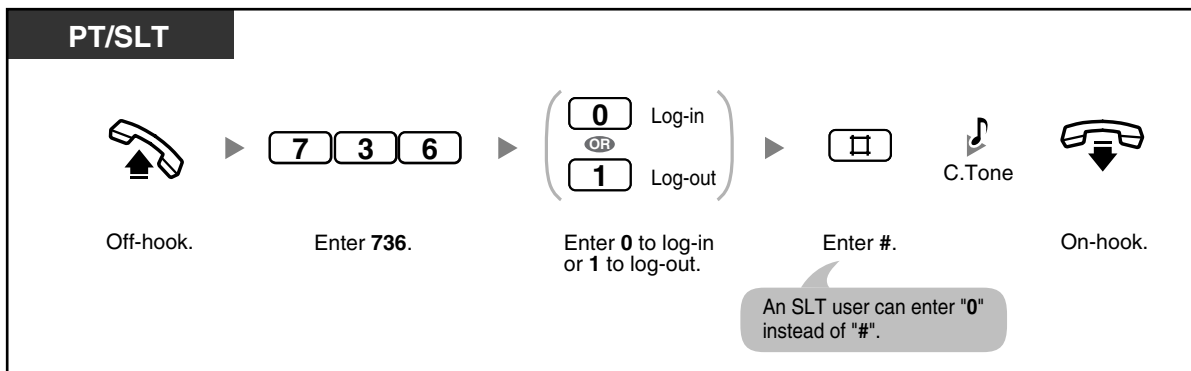 PT/SLT
7 3 6
0 Log-in
OR
1 Log-out
#
C.Tone
Off-hook.
Enter 736.
Enter 0 to log-in
or 1 to log-out.
Enter #.
On-hook.
An SLT user can enter "0"
instead of "#".